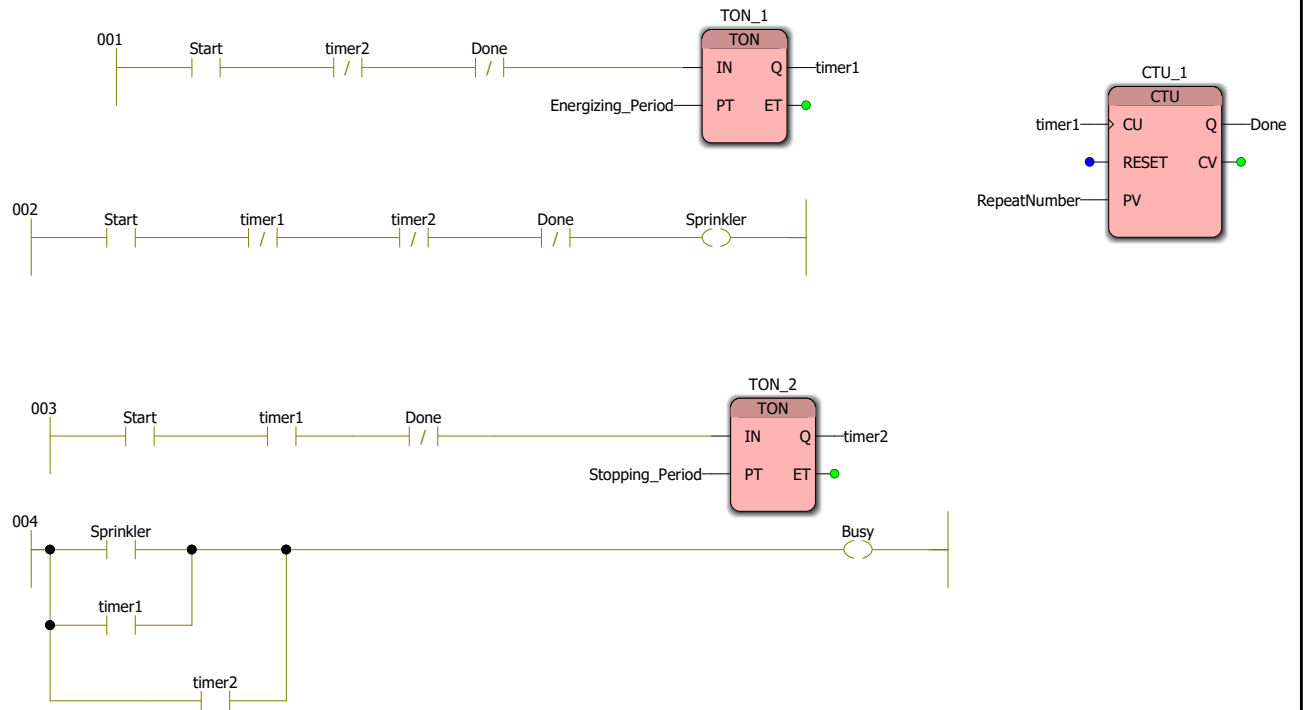 TON_1
001 Start timer2 Done TON
IN Q timer1
Energizing_Period PT ET
CTU_1
CTU
timer1 CU Q Done
RESET CV
RepeatNumber PV
002 Start timer1 timer2 Done Sprinkler
TON_2
003 Start timer1 Done TON
IN Q timer2
Stopping_Period PT ET
004 Sprinkler Busy
timer1
timer2